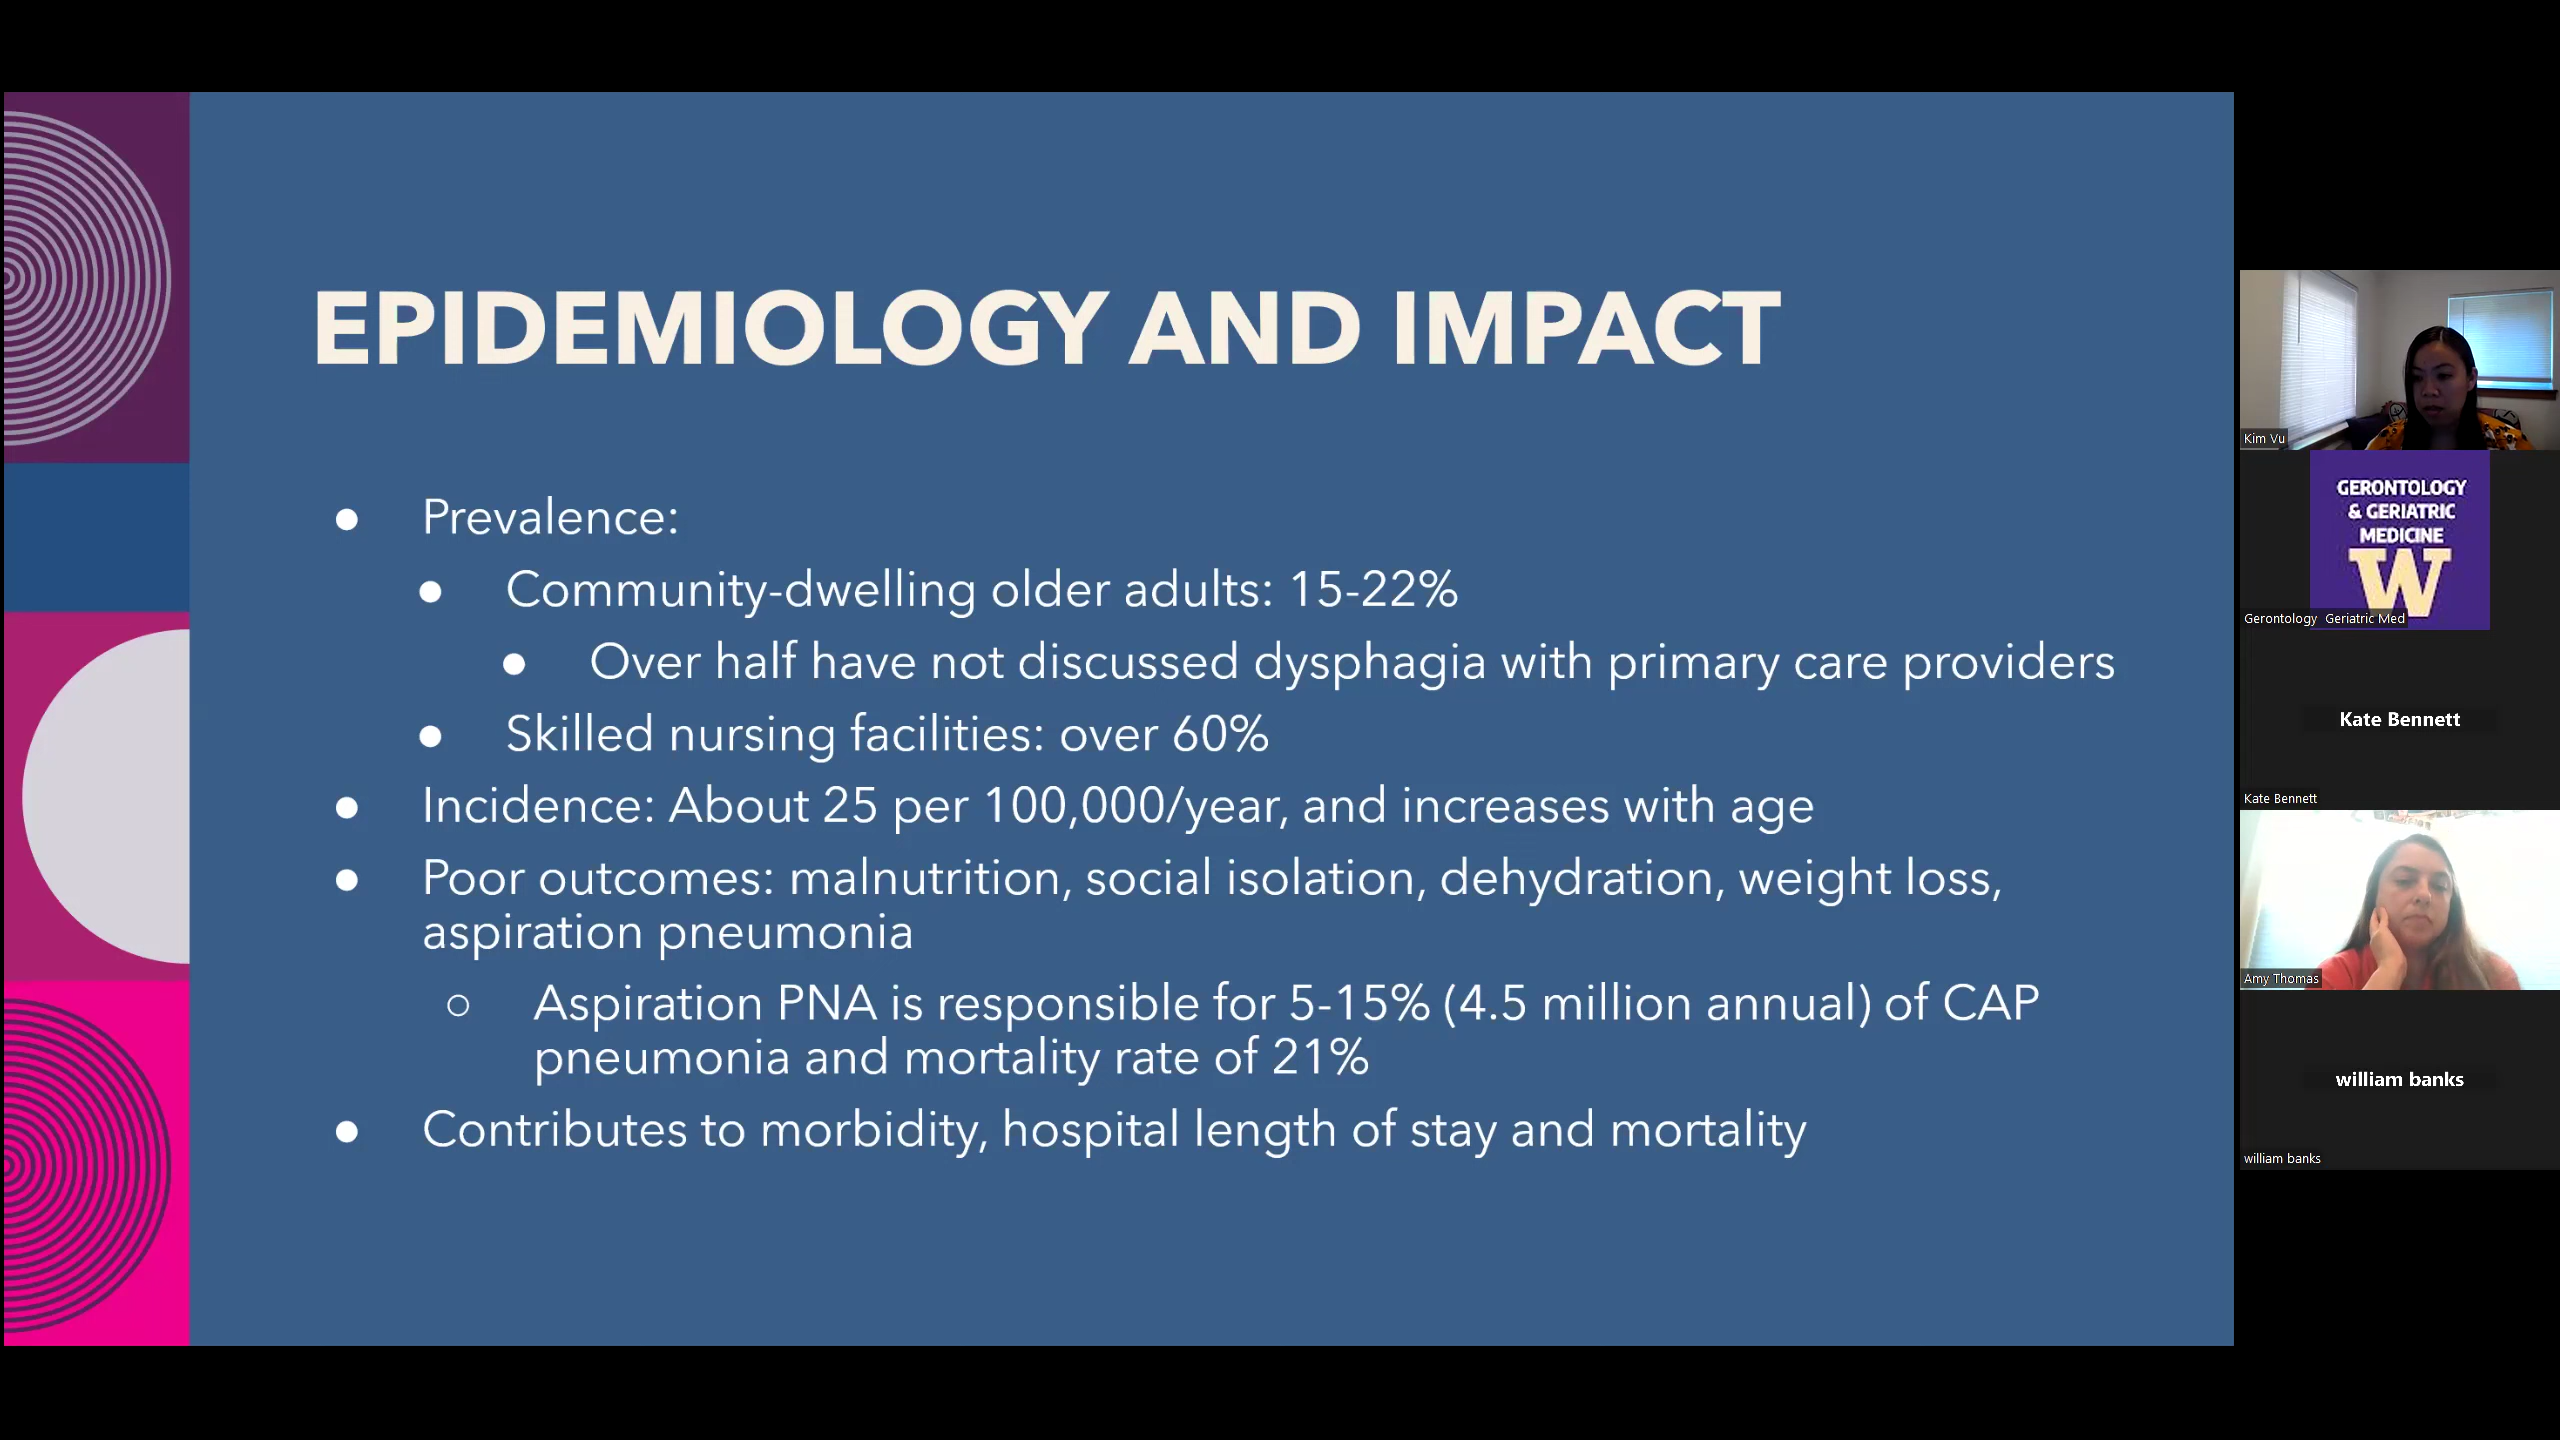 EPIDEMIOLOGY AND IMPACT
● Prevalence:
● Community-dwelling older adults: 15-22%
● Over half have not discussed dysphagia with primary care providers
● Skilled nursing facilities: over 60%
● Incidence: About 25 per 100,000/year, and increases with age
● Poor outcomes: malnutrition, social isolation, dehydration, weight loss,
aspiration pneumonia
○ Aspiration PNA is responsible for 5-15% (4.5 million annual) of CAP
pneumonia and mortality rate of 21%
● Contributes to morbidity, hospital length of stay and mortality
Kim Vu
GERONTOLOGY
& GERIATRIC
MEDICINE
W
Gerontology Geriatric Med
Kate Bennett
Kate Bennett
Amy Thomas
william banks
william banks